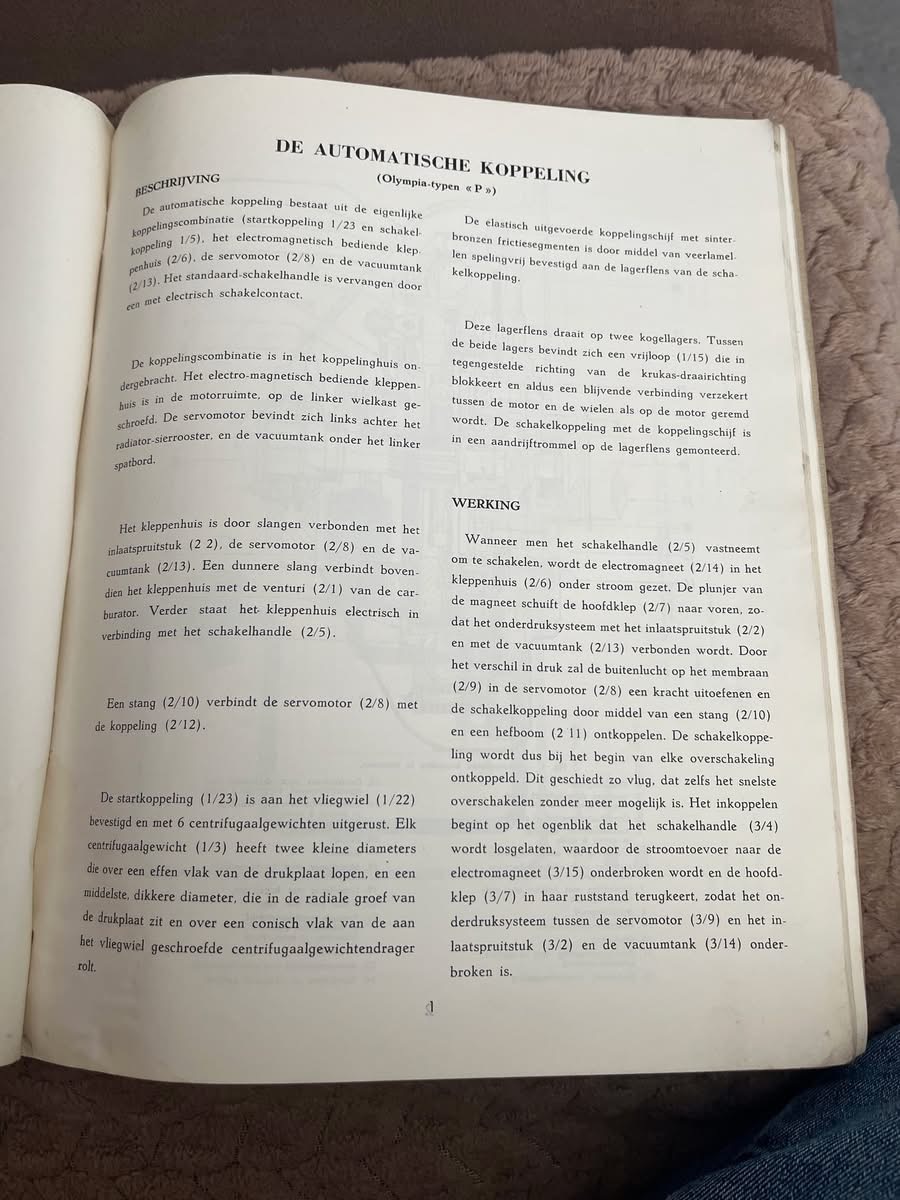 DE AUTOMATISCHE KOPPELING
(Olympia-typen « P »)
BESCHRIJVING
De automatische koppeling bestaat uit de eigenlijke
koppelingscombinatie (startkoppeling 1/23 en schakel-
koppeling 1/5), het electromagnetisch bediende klep-
penhuis (2/6), de servomotor (2/8) en de vacuumtank
(2/13). Het standaard-schakelhandle is vervangen door
een met electrisch schakelcontact.
De koppelingscombinatie is in het koppelinghuis on-
dergebracht. Het electro-magnetisch bediende kleppen-
huis is in de motorruimte, op de linker wielkast ge-
schroefd. De servomotor bevindt zich links achter het
radiator-sierrooster, en de vacuumtank onder het linker
spatbord.
Het kleppenhuis is door slangen verbonden met het
inlaatspruitstuk (2 2), de servomotor (2/8) en de va-
cuumtank (2/13). Een dunnere slang verbindt boven-
dien het kleppenhuis met de venturi (2/1) van de car-
burator. Verder staat het kleppenhuis electrisch in
verbinding met het schakelhandle (2/5).
Een stang (2/10) verbindt de servomotor (2/8) met
de koppeling (2'12).
De startkoppeling (1/23) is aan het vliegwiel (1/22)
bevestigd en met 6 centrifugaalgewichten uitgerust. Elk
centrifugaalgewicht (1/3) heeft twee kleine diameters
die over een effen vlak van de drukplaat lopen, en een
middelste, dikkere diameter, die in de radiale groef van
de drukplaat zit en over een conisch vlak van de aan
het vliegwiel geschroefde centrifugaalgewichtendrager
rolt.
De elastisch uitgevoerde koppelingschijf met sinter-
bronzen frictiesegmenten is door middel van veerlamel-
len spelingvrij bevestigd aan de lagerflens van de scha-
kelkoppeling.
Deze lagerflens draait op twee kogellagers. Tussen
de beide lagers bevindt zich een vrijloop (1/15) die in
tegengestelde richting van de krukas-draairichting
blokkeert en aldus een blijvende verbinding verzekert
tussen de motor en de wielen als op de motor geremd
wordt. De schakelkoppeling met de koppelingschijf is
in een aandrijftrommel op de lagerflens gemonteerd.
WERKING
Wanneer men het schakelhandle (2/5) vastneemt
om te schakelen, wordt de electromagneet (2/14) in het
kleppenhuis (2/6) onder stroom gezet. De plunjer van
de magneet schuift de hoofdklep (2/7) naar voren, zo-
dat het onderdruksysteem met het inlaatspruitstuk (2/2)
en met de vacuumtank (2/13) verbonden wordt. Door
het verschil in druk zal de buitenlucht op het membraan
(2/9) in de servomotor (2/8) een kracht uitoefenen en
de schakelkoppeling door middel van een stang (2/10)
en een hefboom (2 11) ontkoppelen. De schakelkoppe-
ling wordt dus bij het begin van elke overschakeling
ontkoppeld. Dit geschiedt zo vlug, dat zelfs het snelste
overschakelen zonder meer mogelijk is. Het inkoppelen
begint op het ogenblik dat het schakelhandle (3/4)
wordt losgelaten, waardoor de stroomtoevoer naar de
electromagneet (3/15) onderbroken wordt en de hoofd-
klep (3/7) in haar ruststand terugkeert, zodat het on-
derdruksysteem tussen de servomotor (3/9) en het in-
laatspruitstuk (3/2) en de vacuumtank (3/14) onder-
broken is.
1